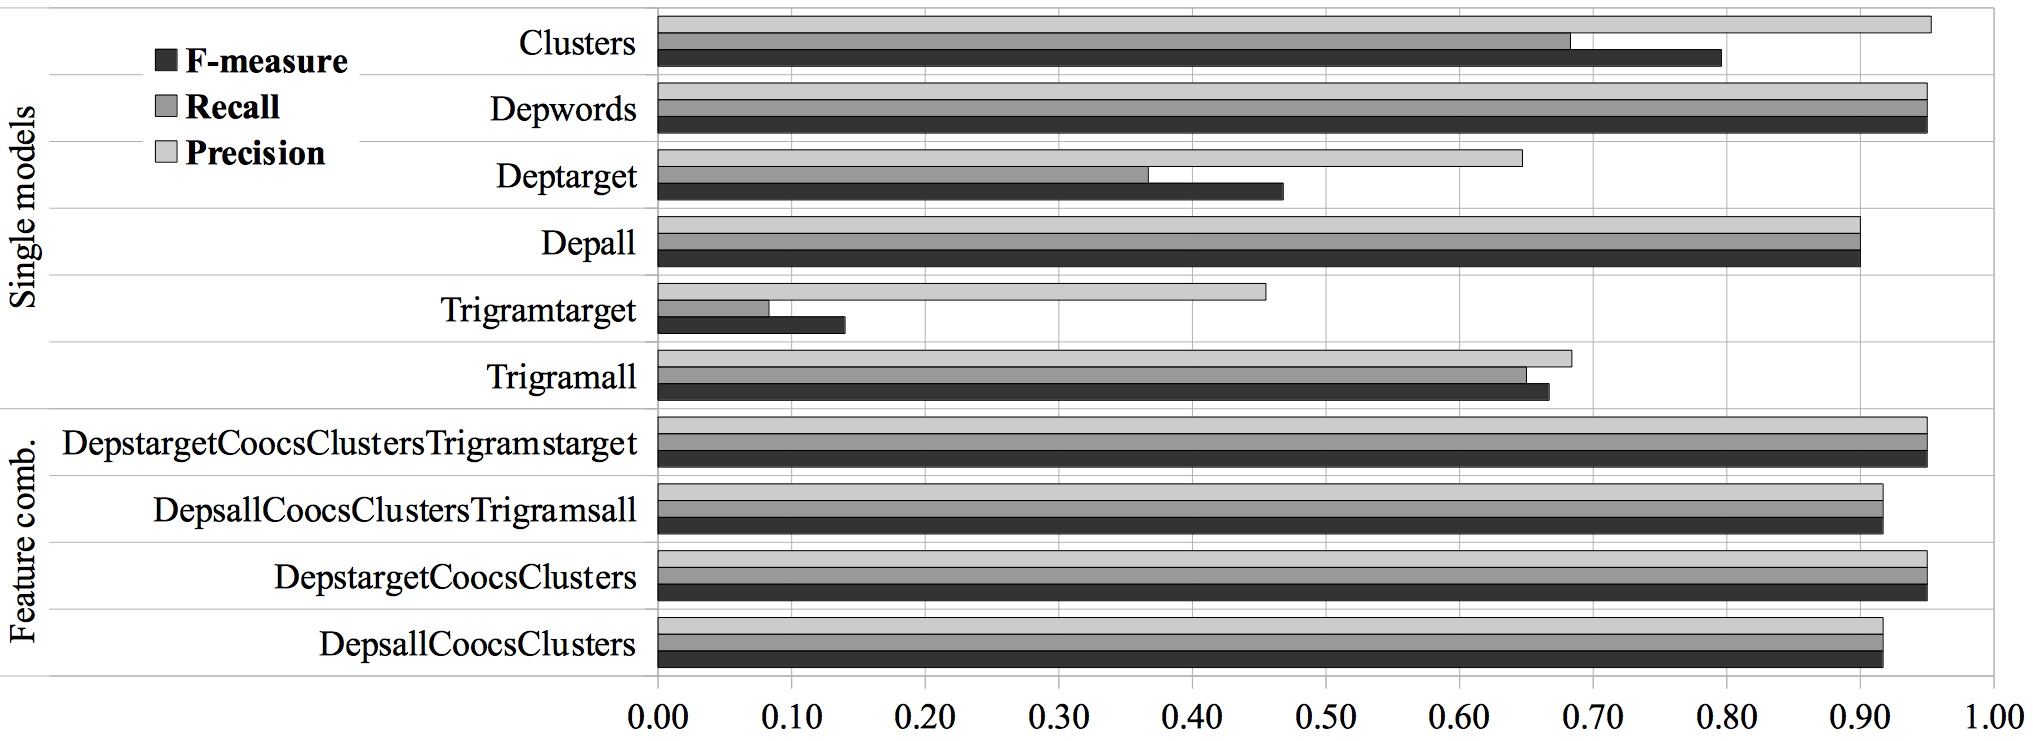 Single models
F-measure
Recall
Precision
Clusters
Depwords
Deptarget
Depall
Trigramtarget
Trigramall
Feature comb.
DepstargetCoocsClustersTrigramstarget
DepsallCoocsClustersTrigramsall
DepstargetCoocsClusters
DepsallCoocsClusters
0.00 0.10 0.20 0.30 0.40 0.50 0.60 0.70 0.80 0.90 1.00